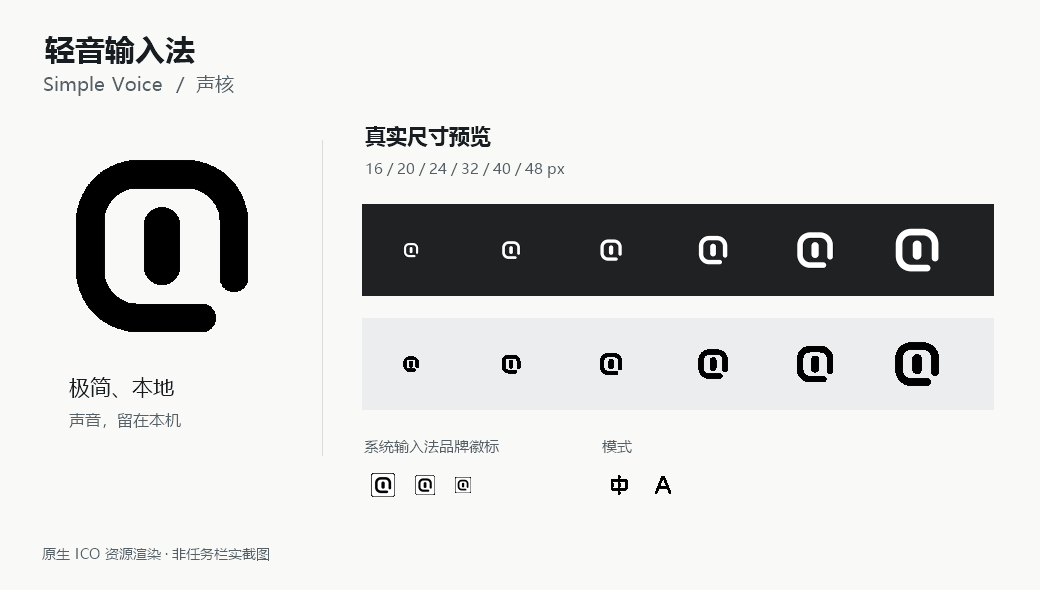 轻音输入法
Simple Voice / 声核
真实尺寸预览
16 / 20 / 24 / 32 / 40 / 48 px
极简、本地
声音，留在本机
系统输入法品牌徽标
模式
中 A
原生 ICO 资源渲染 · 非任务栏实截图